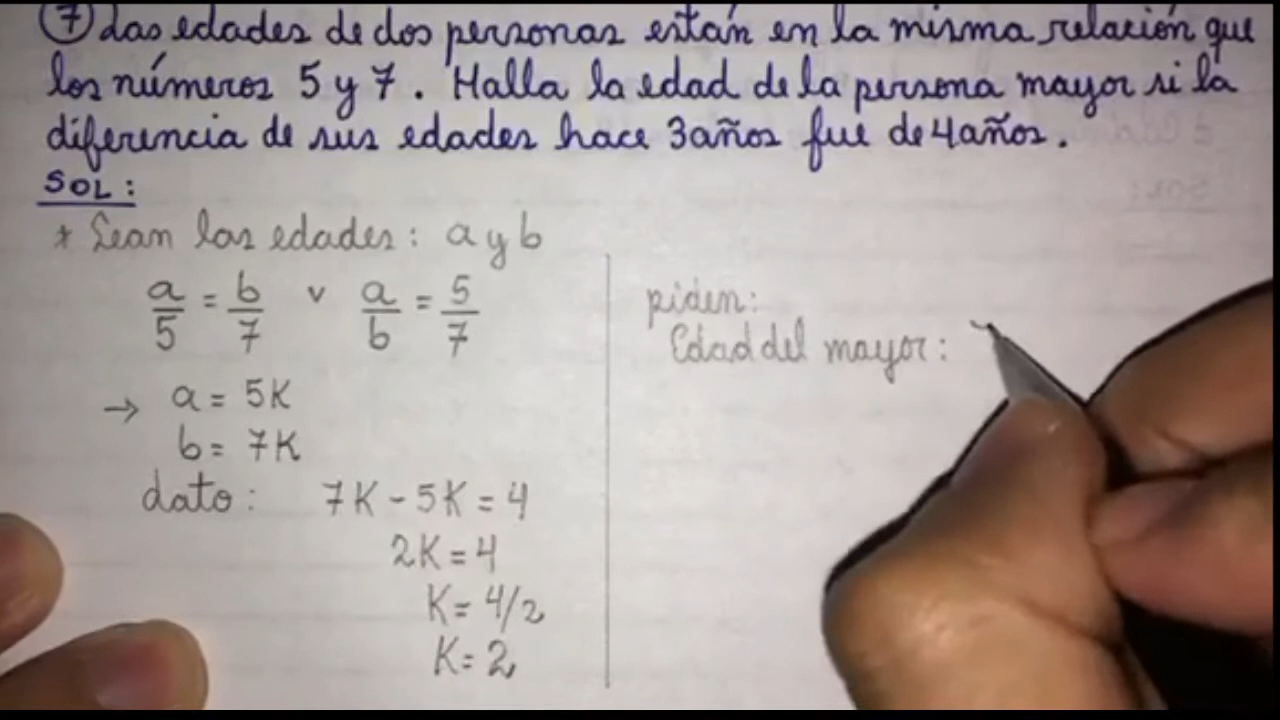 7 Las edades de dos personas están en la misma relación que
los números 5 y 7. Halla la edad de la persona mayor si la
diferencia de sus edades hace 3 años fue de 4 años.
SOL:
* Sean las edades: a y b
a/5 = b/7 v a/b = 5/7
→ a = 5K
b = 7K
dato: 7K - 5K = 4
2K = 4
K = 4/2
K = 2
piden:
Edad del mayor: